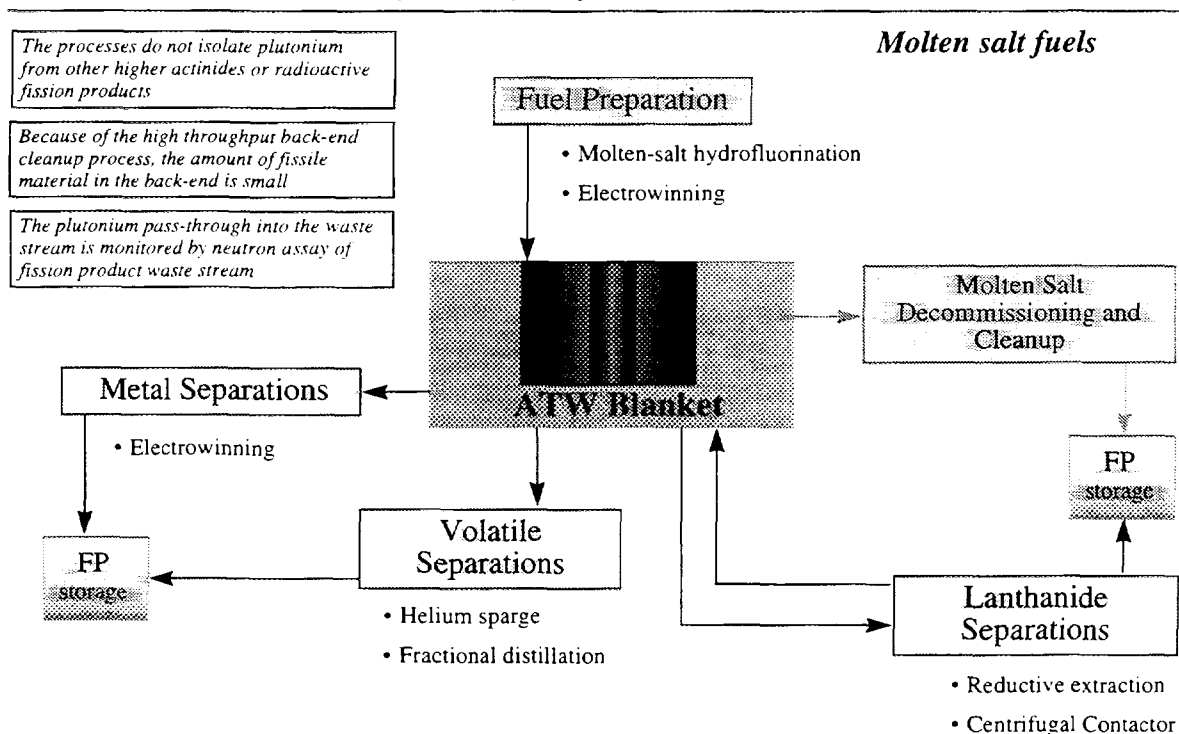 The processes do not isolate plutonium
from other higher actinides or radioactive
fission products
Molten salt fuels
Because of the high throughput back-end
cleanup process, the amount of fissile
material in the back-end is small
The plutonium pass-through into the waste
stream is monitored by neutron assay of
fission product waste stream
Fuel Preparation
• Molten-salt hydrofluorination
• Electrowinning
ATW Blanket
Molten Salt
Decommissioning and
Cleanup
Metal Separations
• Electrowinning
FP
storage
Volatile
Separations
• Helium sparge
• Fractional distillation
FP
storage
Lanthanide
Separations
• Reductive extraction
• Centrifugal Contactor